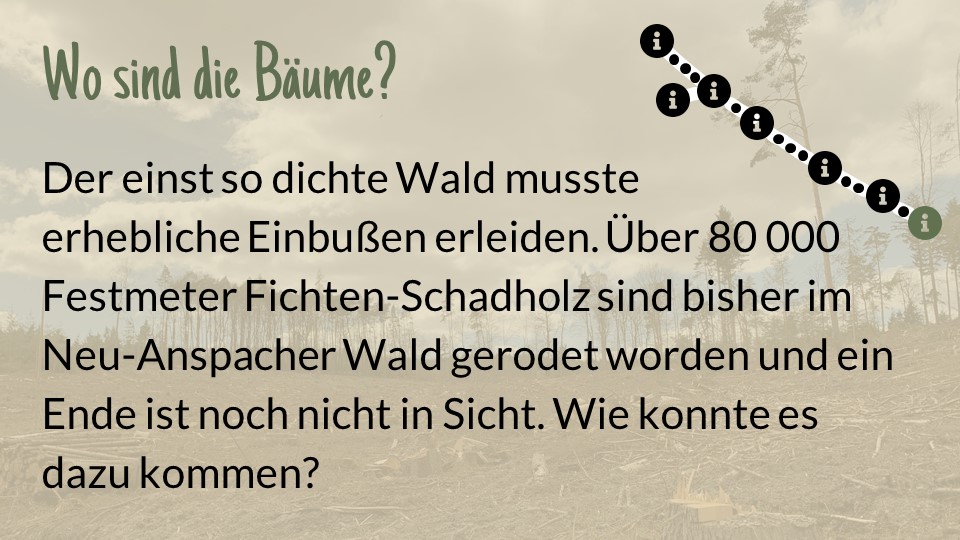 Wo sind die Bäume?
Der einst so dichte Wald musste
erhebliche Einbußen erleiden. Über 80 000
Festmeter Fichten-Schadholz sind bisher im
Neu-Anspacher Wald gerodet worden und ein
Ende ist noch nicht in Sicht. Wie konnte es
dazu kommen?